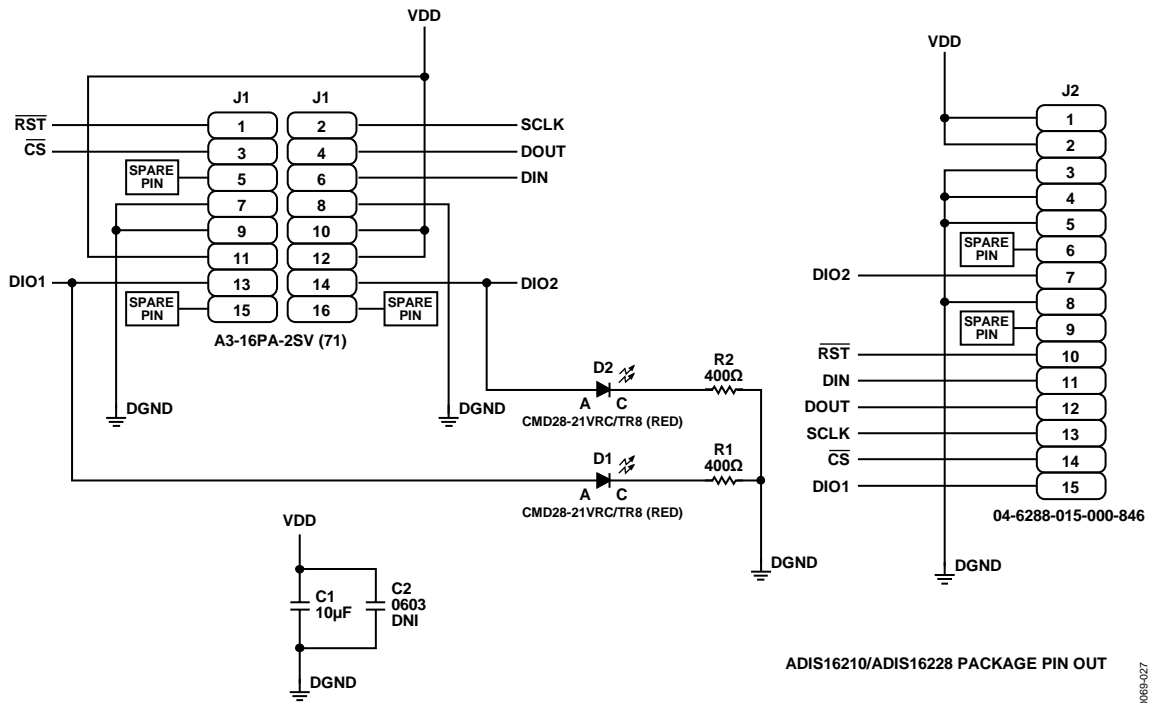 VDD
J1 J1
R̅S̅T̅ 1 2 SCLK
C̅S̅ 3 4 DOUT
SPARE
PIN
5 6 DIN
7 8
9 10
11 12
DIO1 13 14 DIO2
SPARE
PIN
15 16
SPARE
PIN
A3-16PA-2SV (71)
DGND
DGND
D2
A C
CMD28-21VRC/TR8 (RED)
R2
400Ω
D1
A C
CMD28-21VRC/TR8 (RED)
R1
400Ω
DGND
VDD
C1
10µF
C2
0603
DNI
DGND
VDD
J2
1
2
3
4
5
SPARE
PIN
6
DIO2 7
8
SPARE
PIN
9
R̅S̅T̅ 10
DIN 11
DOUT 12
SCLK 13
C̅S̅ 14
DIO1 15
04-6288-015-000-846
DGND
ADIS16210/ADIS16228 PACKAGE PIN OUT